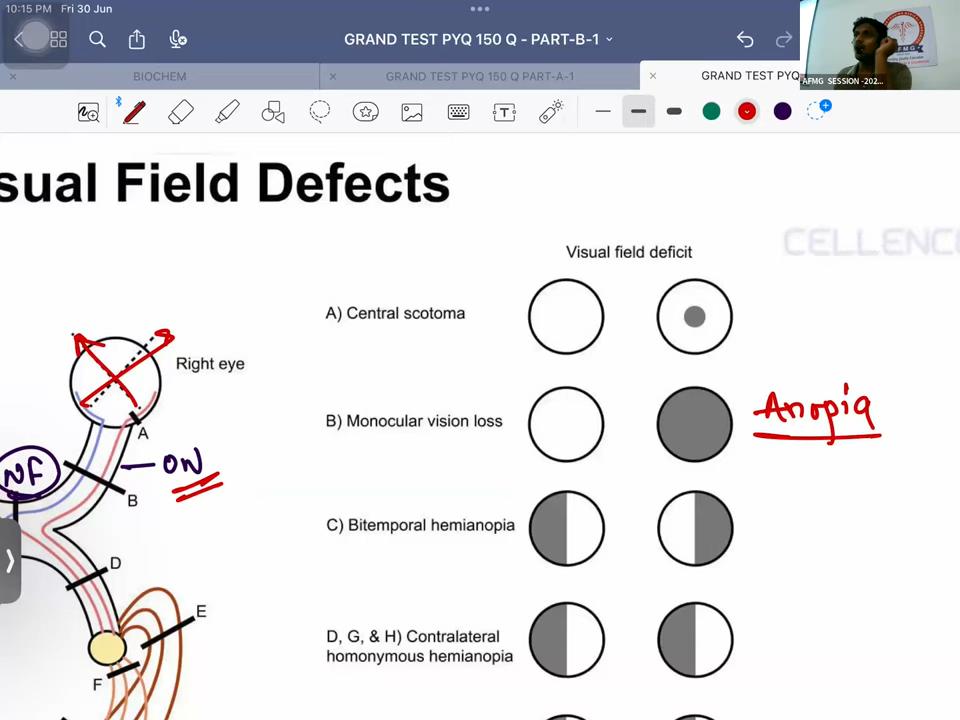 10:15 PM Fri 30 Jun
GRAND TEST PYQ 150 Q - PART-B-1
BIOCHEM
GRAND TEST PYQ 150 Q PART-A-1
GRAND TEST PYQ
AFMG SESSION -202...
sual Field Defects
CELLENC
Visual field deficit
A) Central scotoma
Right eye
B) Monocular vision loss
Anopia
A
NF
ON
B
C) Bitemporal hemianopia
D
E
D, G, & H) Contralateral
homonymous hemianopia
F